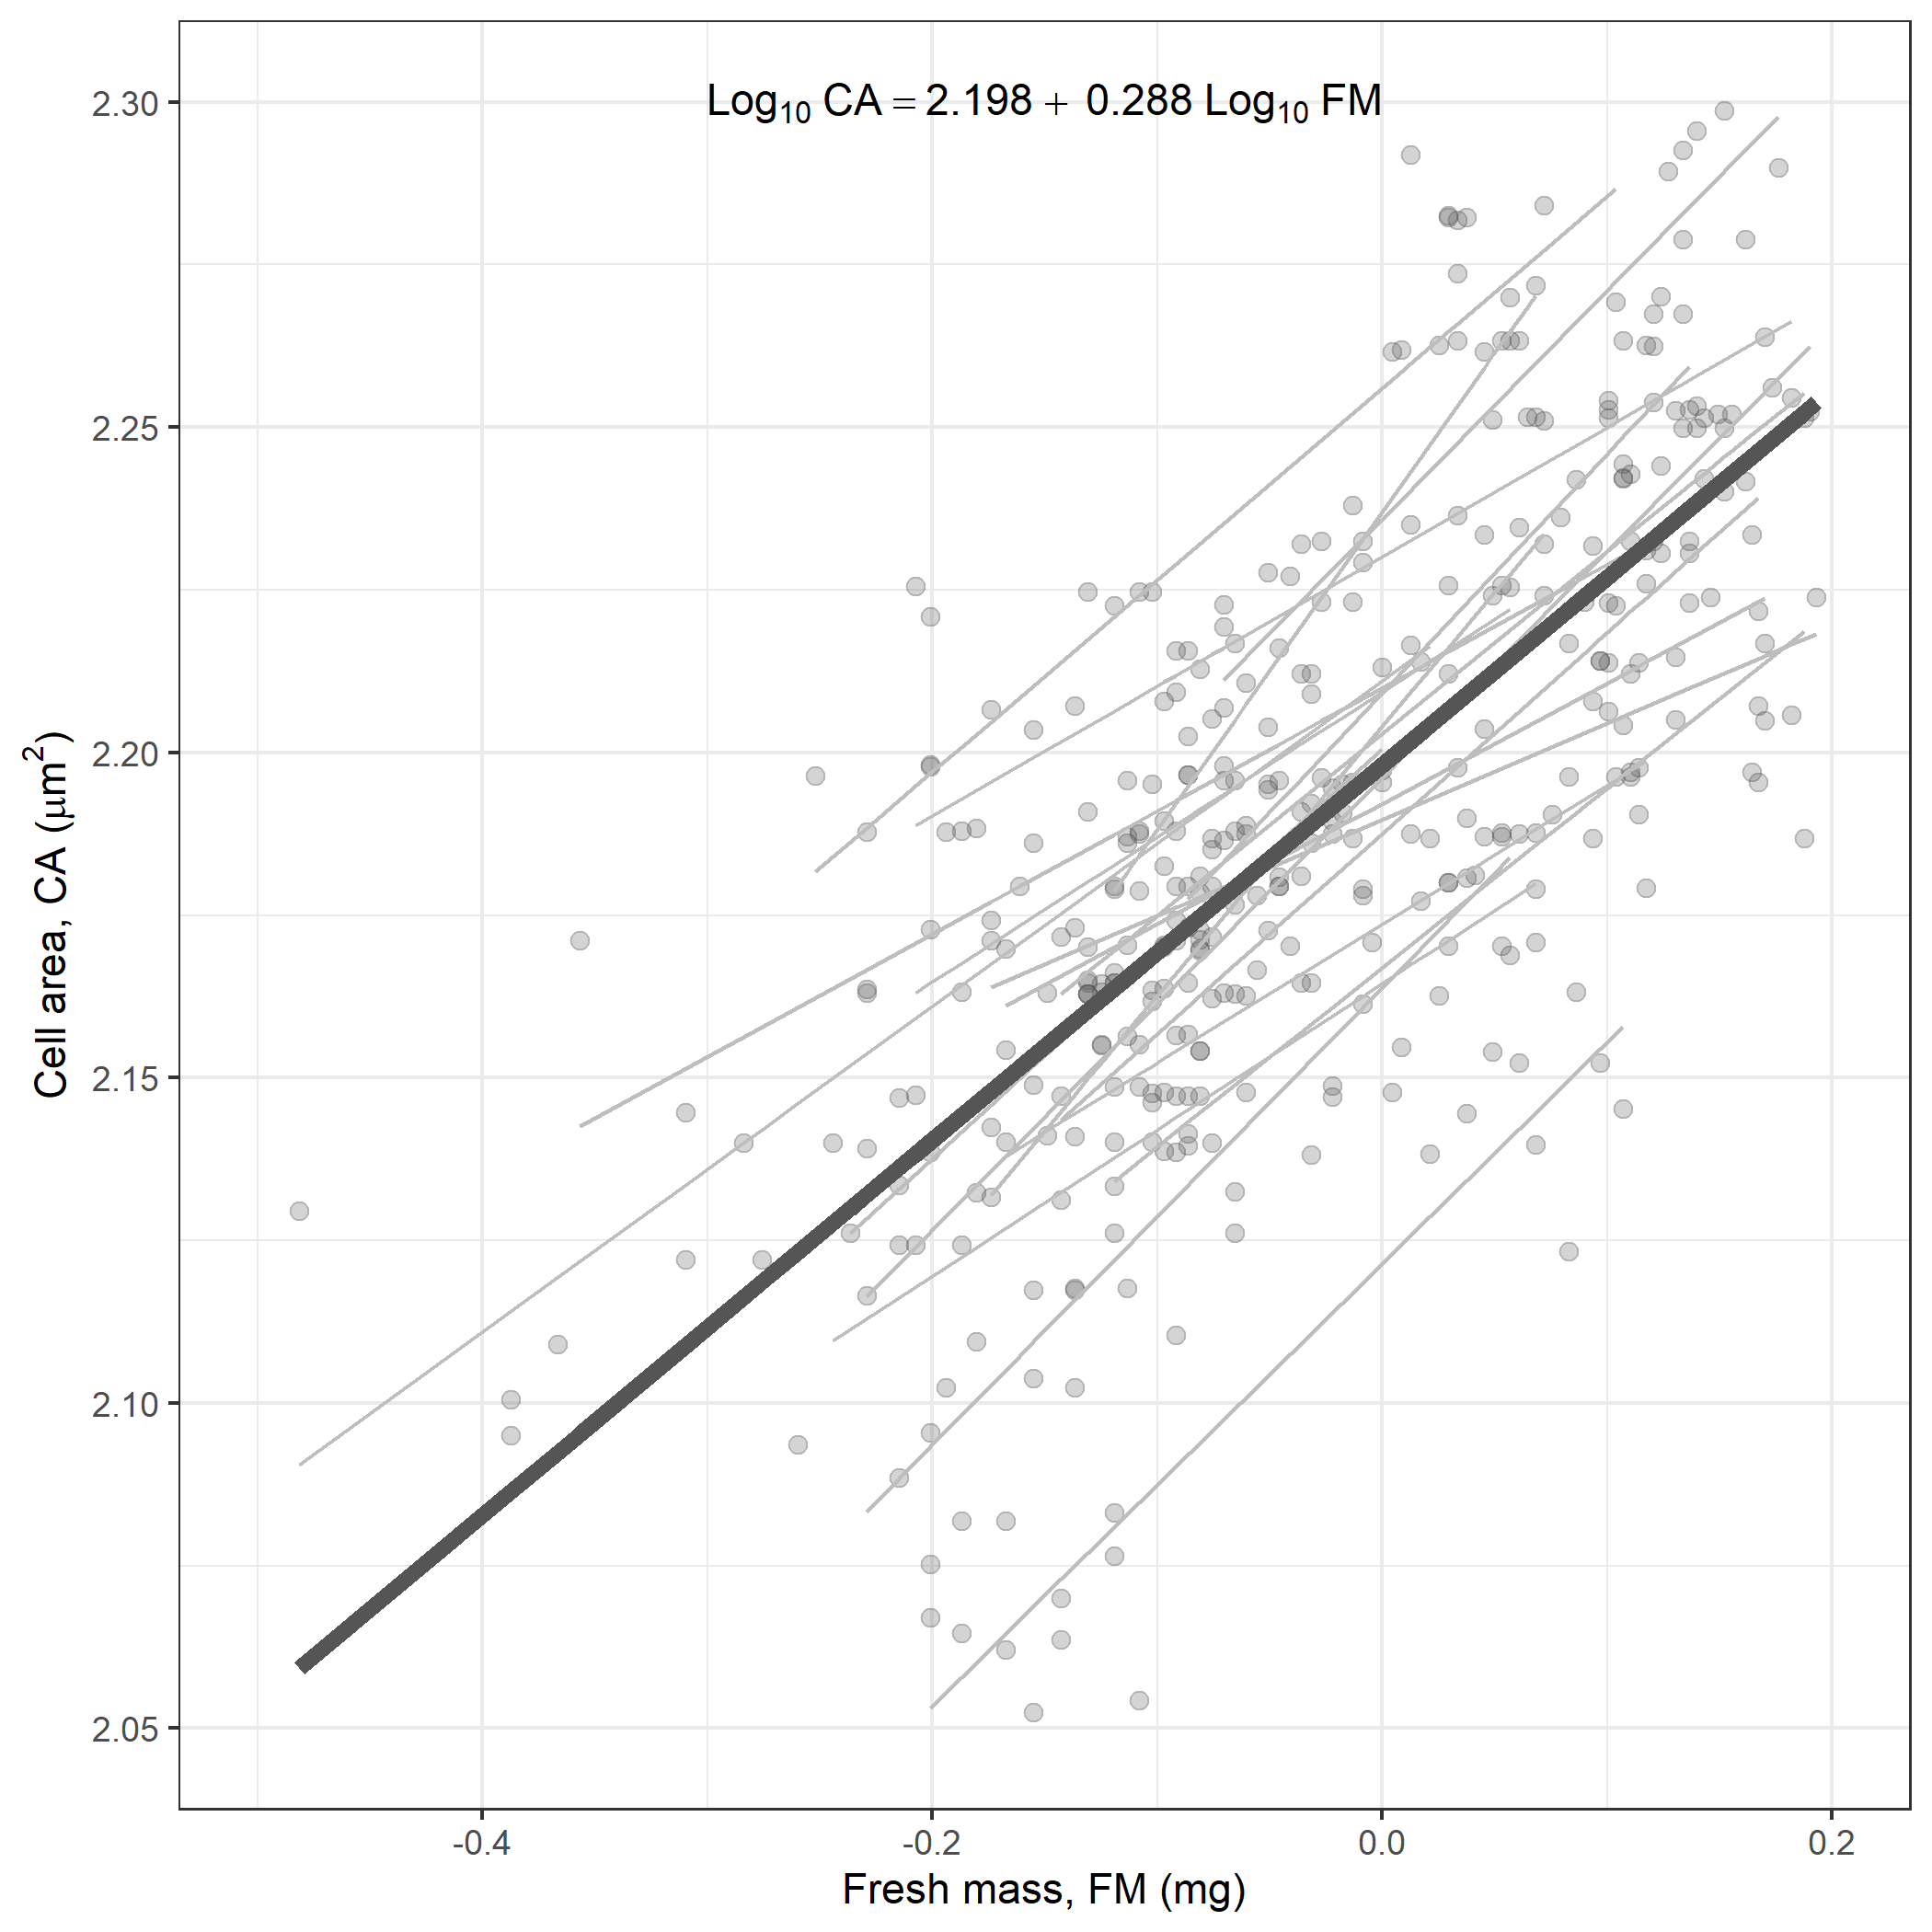 Log₁₀ CA = 2.198 + 0.288 Log₁₀ FM
2.30
2.25
2.20
2.15
2.10
2.05
Cell area, CA (μm²)
-0.4 -0.2 0.0 0.2
Fresh mass, FM (mg)